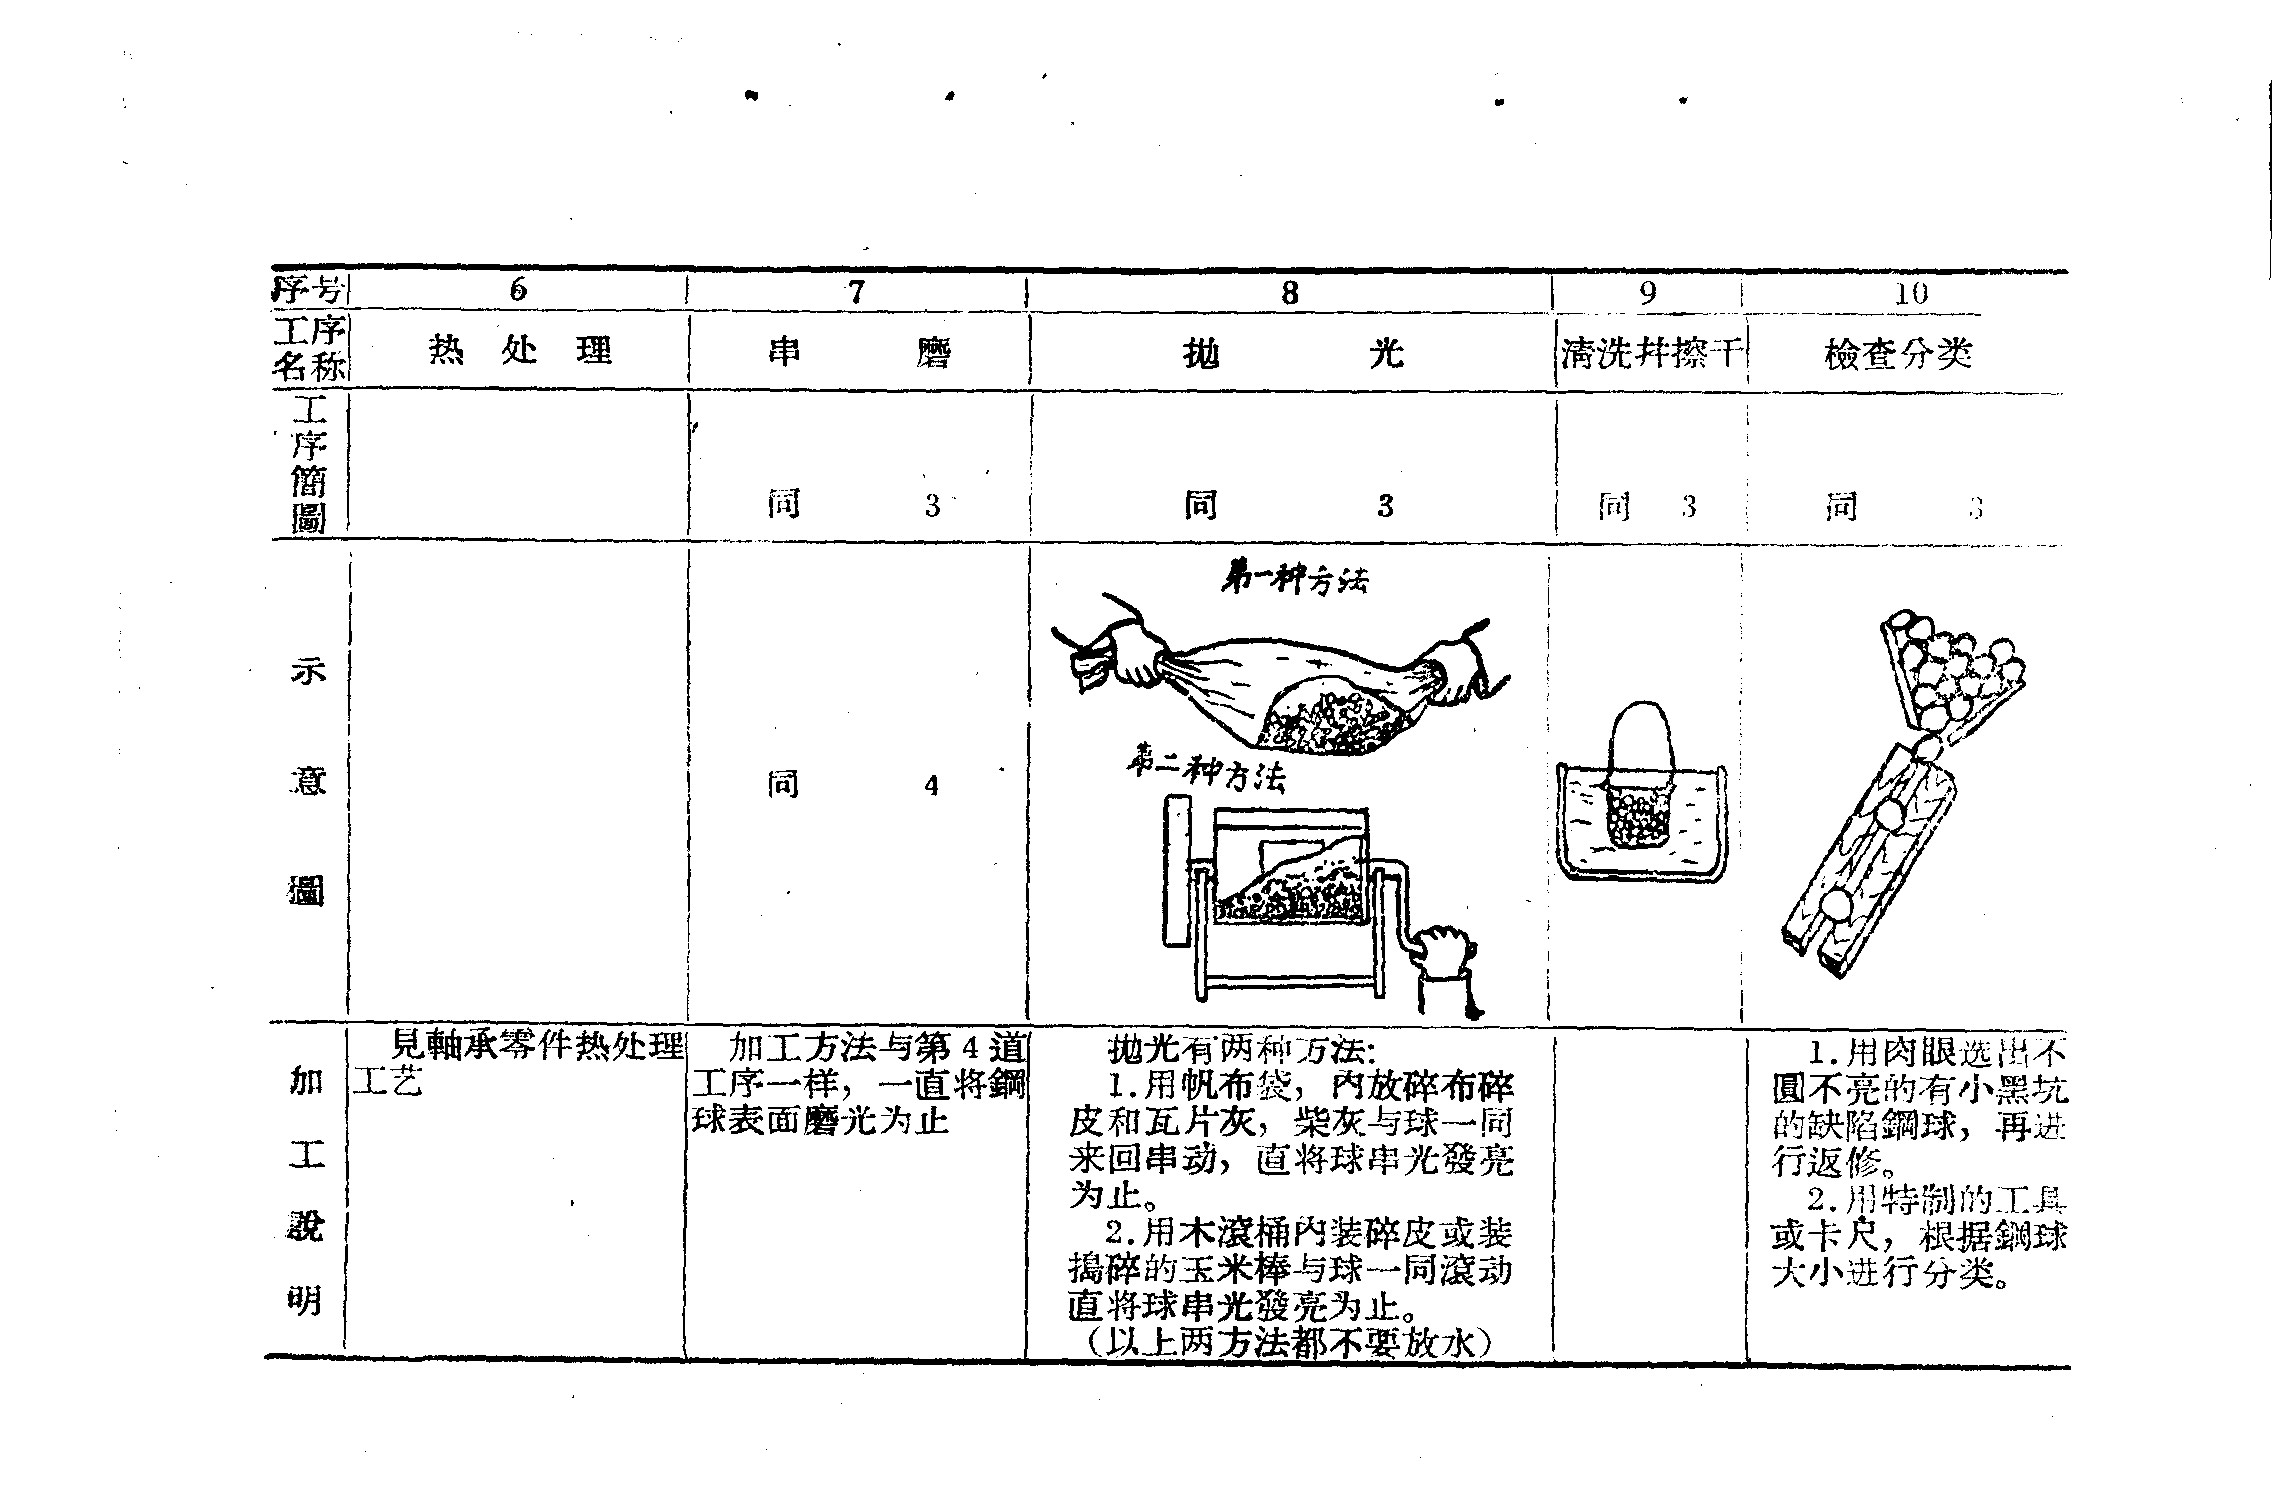 序号 6 7 8 9 10
工序名称 热处理 串磨 抛光 清洗并擦干 檢查分类
工序簡圖 同 3 同 3 同 3 同 3
示意圖 同 4
第一种方法
第二种方法
加工說明
見軸承零件热处理
工艺
加工方法与第4道
工序一样，一直将鋼
球表面磨光为止
抛光有两种方法:
1.用帆布袋，内放碎布碎
皮和瓦片灰，柴灰与球一同
来回串动，直将球串光發亮
为止。
2.用木滾桶内装碎皮或装
搗碎的玉米棒与球一同滾动
直将球串光發亮为止。
（以上两方法都不要放水）
1.用肉眼选出不
圓不亮的有小黑坑
的缺陷鋼球，再进
行返修。
2.用特制的工具
或卡尺，根据鋼球
大小进行分类。